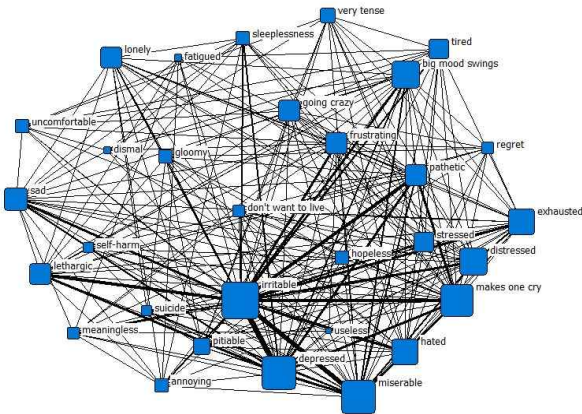 very tense
sleeplessness
tired
lonely
fatigued
big mood swings
going crazy
uncomfortable
frustrating
regret
dismal
gloomy
pathetic
sad
don't want to live
exhausted
stressed
self-harm
distressed
lethargic
hopeless
irritable
makes one cry
suicide
meaningless
useless
pitiable
hated
depressed
annoying
miserable